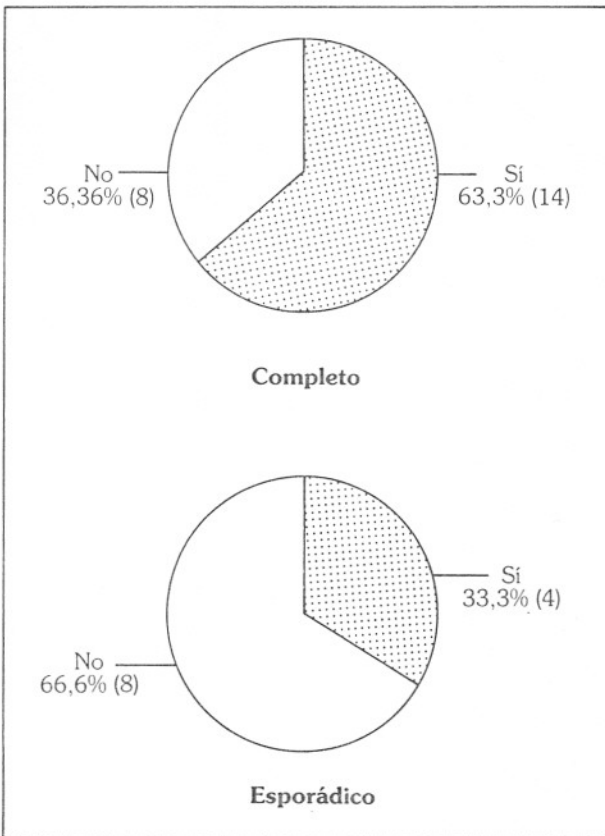 No
36,36% (8)
Sí
63,3% (14)
Completo
Sí
33,3% (4)
No
66,6% (8)
Esporádico